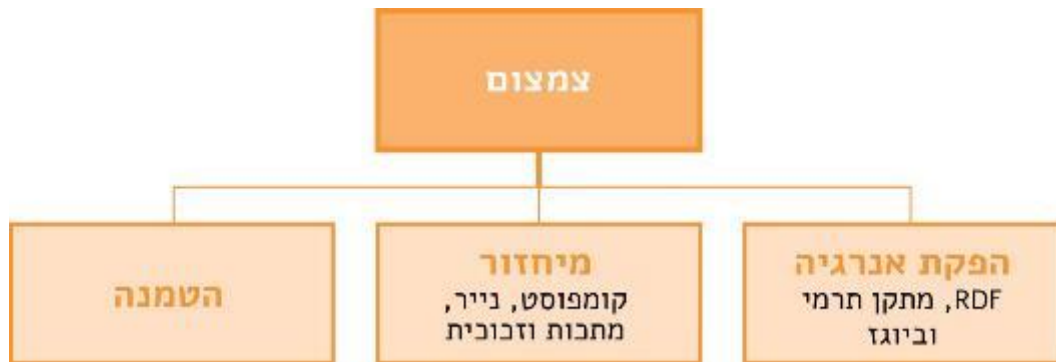 צמצום
הפקת אנרגיה
RDF, מתקן תרמי
וביוגז
מיחזור
קומפוסט, נייר,
מתכות וזכוכית
הטמנה